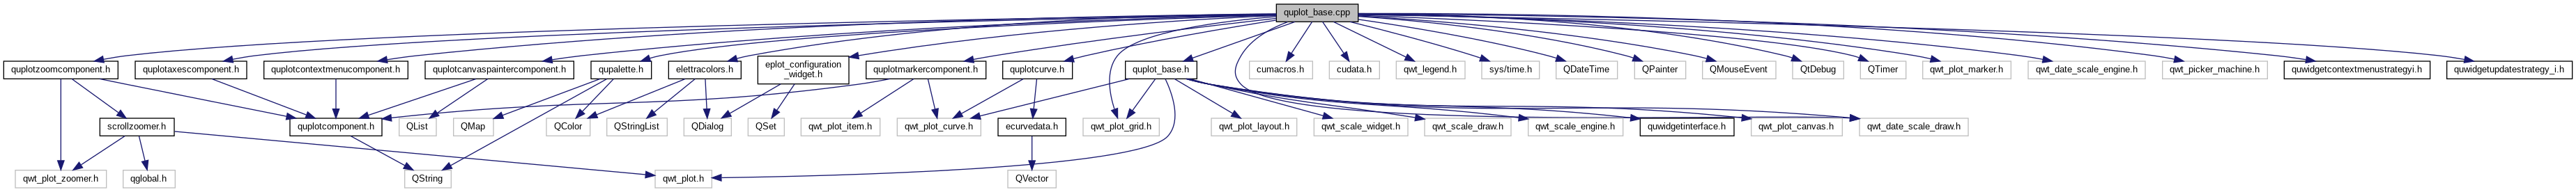 quplot_base.cpp
quplotzoomcomponent.h
quplotaxescomponent.h
quplotcontextmenucomponent.h
quplotcanvaspaintercomponent.h
qupalette.h
elettracolors.h
eplot_configuration
_widget.h
quplotmarkercomponent.h
quplotcurve.h
quplot_base.h
cumacros.h
cudata.h
qwt_legend.h
sys/time.h
QDateTime
QPainter
QMouseEvent
QtDebug
QTimer
qwt_plot_marker.h
qwt_date_scale_engine.h
qwt_picker_machine.h
quwidgetcontextmenustrategyi.h
quwidgetupdatestrategy_i.h
scrollzoomer.h
quplotcomponent.h
QList
QMap
QColor
QStringList
QDialog
QSet
qwt_plot_item.h
qwt_plot_curve.h
ecurvedata.h
qwt_plot_grid.h
qwt_plot_layout.h
qwt_scale_widget.h
qwt_scale_draw.h
qwt_scale_engine.h
quwidgetinterface.h
qwt_plot_canvas.h
qwt_date_scale_draw.h
qwt_plot_zoomer.h
qglobal.h
QString
qwt_plot.h
QVector